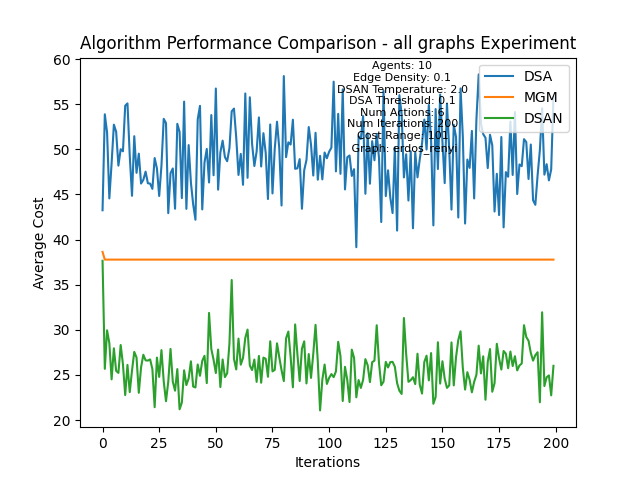 Algorithm Performance Comparison - all graphs Experiment
Agents: 10
Edge Density: 0.1
DSAN Temperature: 2.0
DSA Threshold: 0.1
Num Actions: 6
Num Iterations: 200
Cost Range: 101
Graph: erdos_renyi
DSA
MGM
DSAN
Average Cost
60
55
50
45
40
35
30
25
20
0
25
50
75
100
125
150
175
200
Iterations